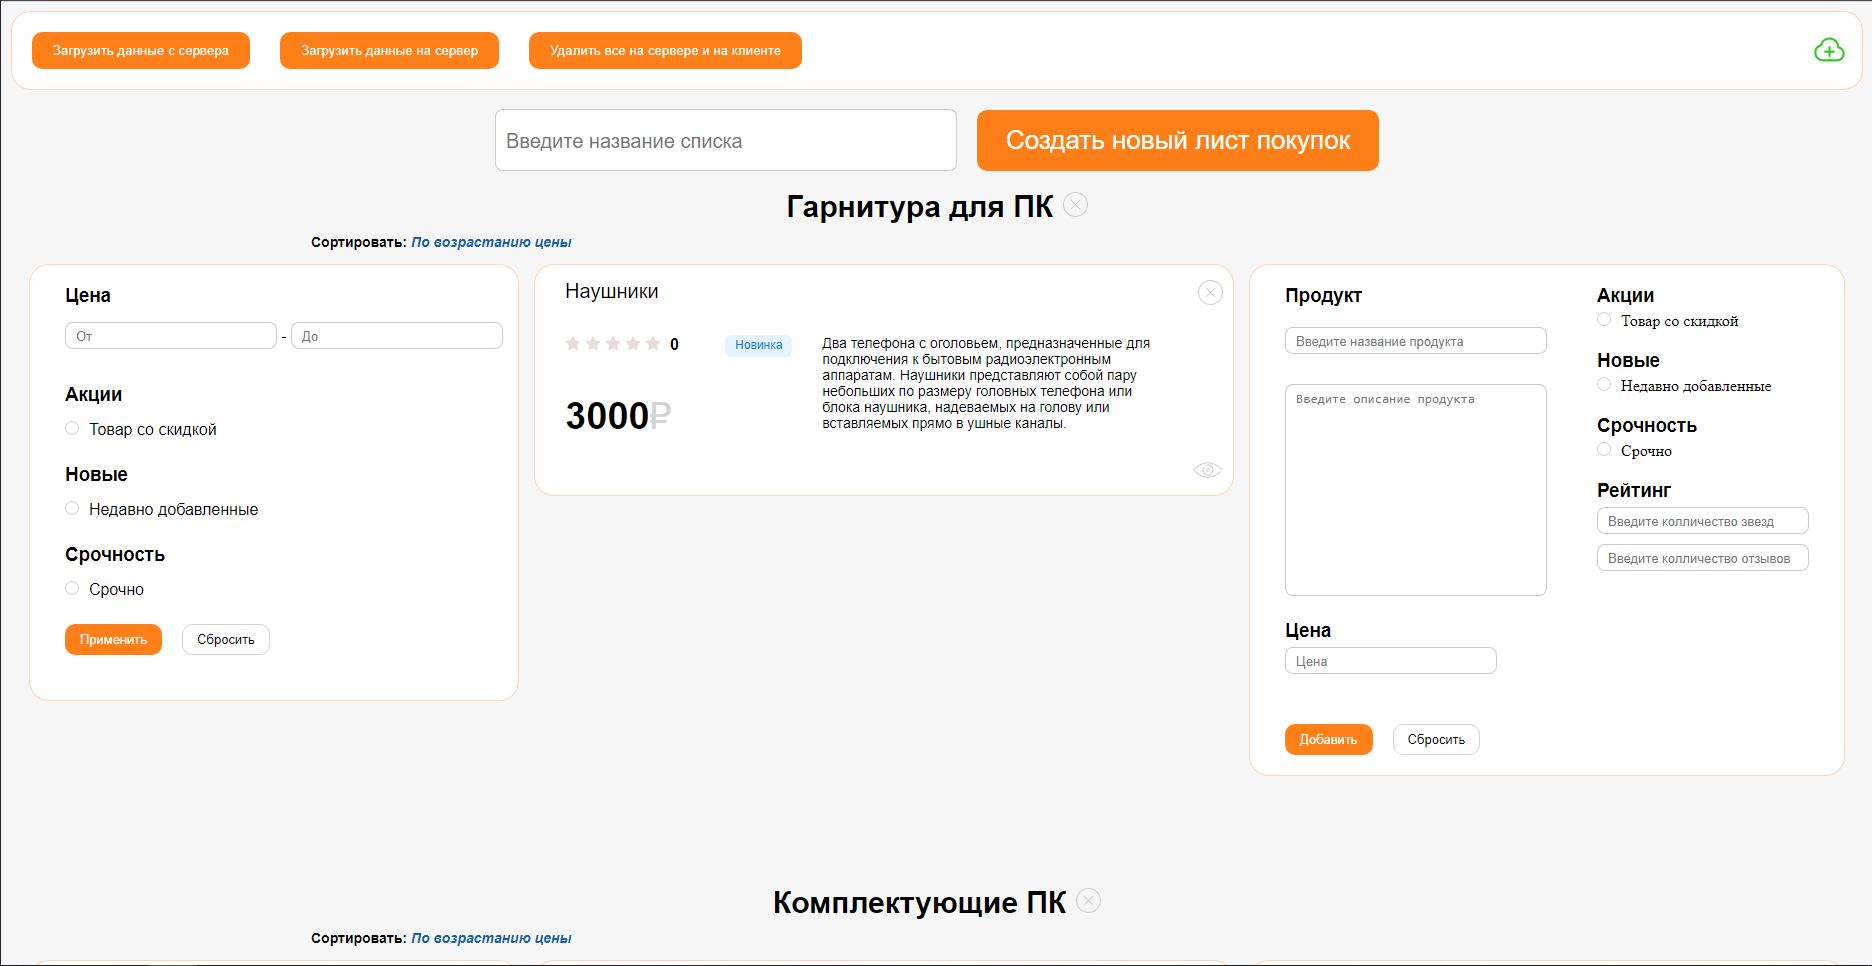 Загрузить данные с сервера
Загрузить данные на сервер
Удалить все на сервере и на клиенте
Введите название списка
Создать новый лист покупок
Гарнитура для ПК
Сортировать: По возрастанию цены
Цена
От - До
Акции
Товар со скидкой
Новые
Недавно добавленные
Срочность
Срочно
Применить
Сбросить
Наушники
0
Новинка
3000₽
Два телефона с оголовьем, предназначенные для
подключения к бытовым радиоэлектронным
аппаратам. Наушники представляют собой пару
небольших по размеру головных телефона или
блока наушника, надеваемых на голову или
вставляемых прямо в ушные каналы.
Продукт
Введите название продукта
Введите описание продукта
Цена
Цена
Добавить
Сбросить
Акции
Товар со скидкой
Новые
Недавно добавленные
Срочность
Срочно
Рейтинг
Введите колличество звезд
Введите колличество отзывов
Комплектующие ПК
Сортировать: По возрастанию цены